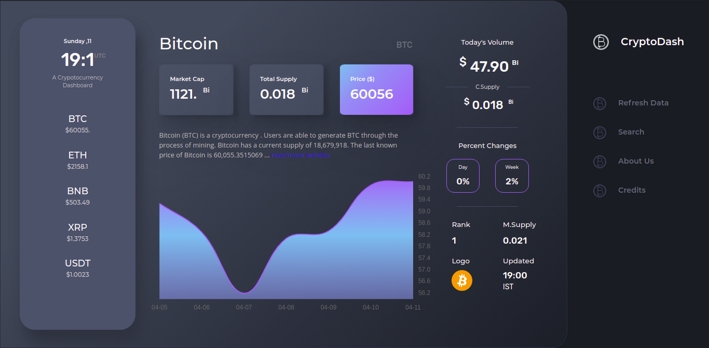 Sunday ,11
19:1 UTC
A Cryptocurrency
Dashboard
BTC
$60055.
ETH
$2158.1
BNB
$503.49
XRP
$1.3753
USDT
$1.0023
Bitcoin
BTC
Market Cap
1121. Bi
Total Supply
0.018 Bi
Price ($)
60056
Bitcoin (BTC) is a cryptocurrency . Users are able to generate BTC through the
process of mining. Bitcoin has a current supply of 18,679,918. The last known
price of Bitcoin is 60,055.3515069 ...
60.2
59.8
59.4
59.0
58.6
58.2
57.8
57.4
57.0
56.6
56.2
04-05
04-06
04-07
04-08
04-09
04-10
04-11
Today's Volume
$ 47.90 Bi
C.Supply
$ 0.018 Bi
Percent Changes
Day
0%
Week
2%
Rank
1
M.Supply
0.021
Logo
Updated
19:00
IST
CryptoDash
Refresh Data
Search
About Us
Credits